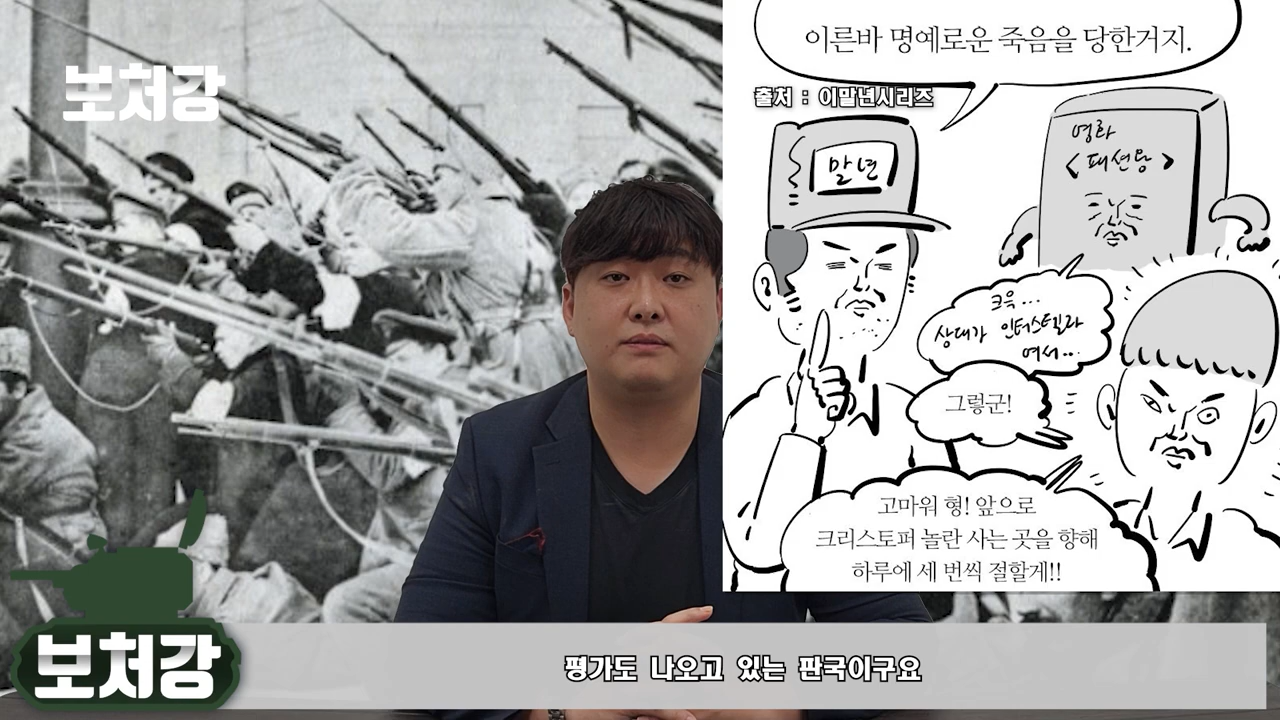 보처강
이른바 명예로운 죽음을 당한거지.
출처 : 이말년시리즈
말년
영화
<패션왕>
크윽...
상대가 인터스텔라
여서...
그렇군!
고마워 형! 앞으로
크리스토퍼 놀란 사는 곳을 향해
하루에 세 번씩 절할게!!
보처강
평가도 나오고 있는 판국이구요